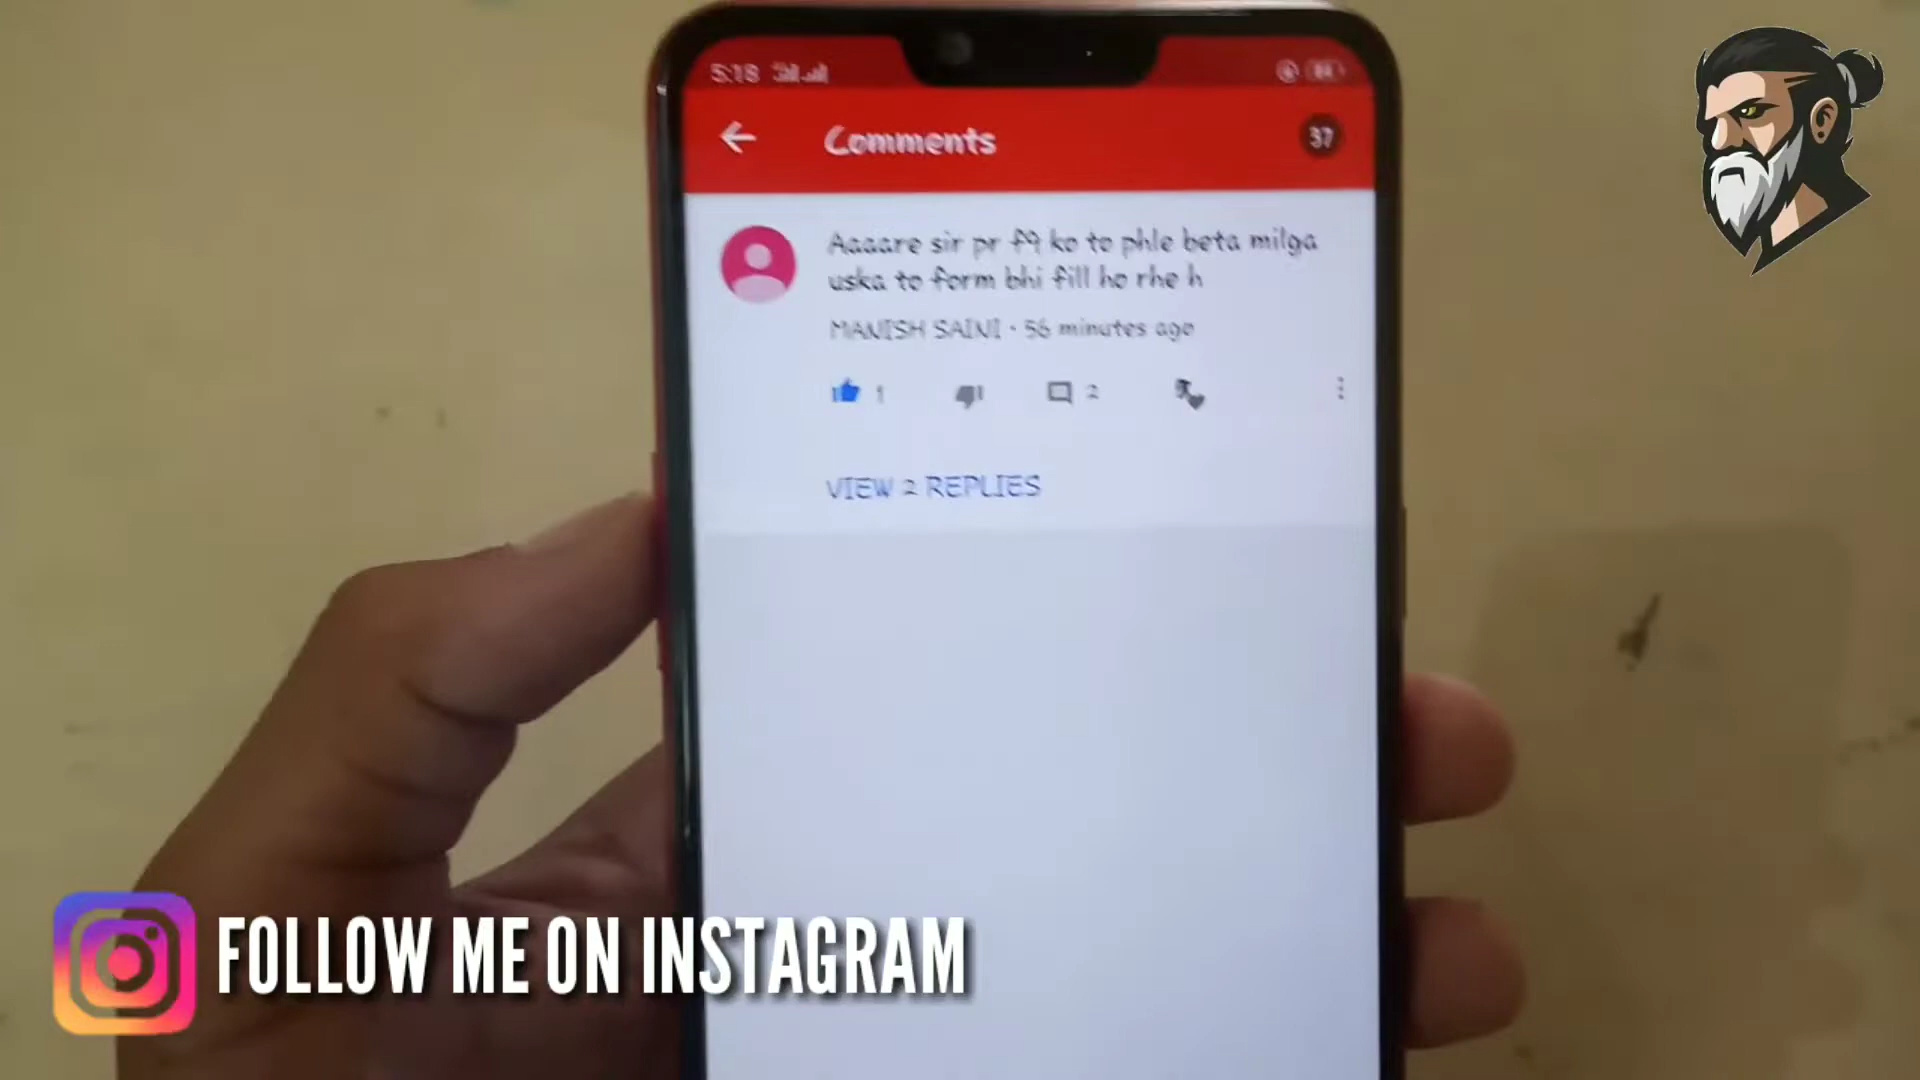 5:18
Comments
37
Aaaare sir pr f9 ko to phle beta milga
uska to form bhi fill ho rhe h
MANISH SAINI • 56 minutes ago
1
2
VIEW 2 REPLIES
FOLLOW ME ON INSTAGRAM